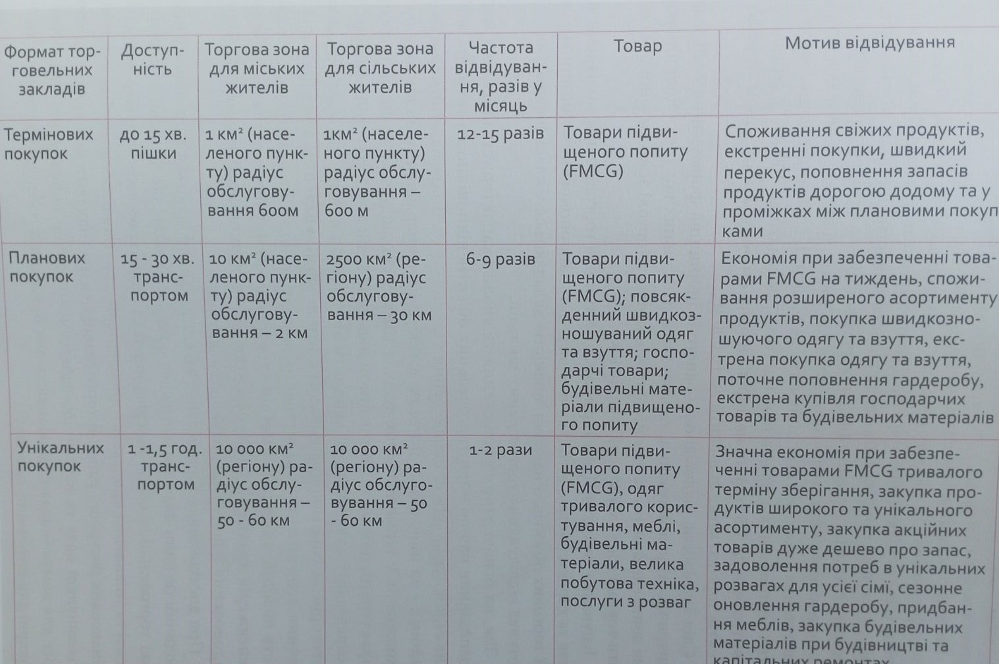 Формат тор-
говельних
закладів
Доступ-
ність
Торгова зона
для міських
жителів
Торгова зона
для сільських
жителів
Частота
відвідуван-
ня, разів у
місяць
Товар
Мотив відвідування
Термінових
покупок
до 15 хв.
пішки
1 км² (насе-
леного пунк-
ту) радіус
обслугову-
вання 600м
1км² (населе-
ного пункту)
радіус обслу-
говування –
600 м
12-15 разів
Товари підви-
щеного попиту
(FMCG)
Споживання свіжих продуктів,
екстренні покупки, швидкий
перекус, поповнення запасів
продуктів дорогою додому та у
проміжках між плановими покуп
ками
Планових
покупок
15 - 30 хв.
транс-
портом
10 км² (насе-
леного пунк-
ту) радіус
обслугову-
вання – 2 км
2500 км² (ре-
гіону) радіус
обслугову-
вання – 30 км
6-9 разів
Товари підви-
щеного попиту
(FMCG); повсяк-
денний швидкоз-
ношуваний одяг
та взуття; госпо-
дарчі товари;
будівельні мате-
ріали підвищено-
го попиту
Економія при забезпеченні това-
рами FMCG на тиждень, спожи-
вання розширеного асортименту
продуктів, покупка швидкозно-
шуючого одягу та взуття, екс-
трена покупка одягу та взуття,
поточне поповнення гардеробу,
екстрена купівля господарчих
товарів та будівельних матеріалів
Унікальних
покупок
1 -1,5 год.
транс-
портом
10 000 км²
(регіону) ра-
діус обслу-
говування –
50 - 60 км
10 000 км²
(регіону) ра-
діус обслуго-
вування – 50
- 60 км
1-2 рази
Товари підви-
щеного попиту
(FMCG), одяг
тривалого корис-
тування, меблі,
будівельні ма-
теріали, велика
побутова техніка,
послуги з розваг
Значна економія при забезпе-
ченні товарами FMCG тривалого
терміну зберігання, закупка про-
дуктів широкого та унікального
асортименту, закупка акційних
товарів дуже дешево про запас,
задоволення потреб в унікальних
розвагах для усієї сімї, сезонне
оновлення гардеробу, придбан-
ня меблів, закупка будівельних
матеріалів при будівництві та
капітальних ремонтах